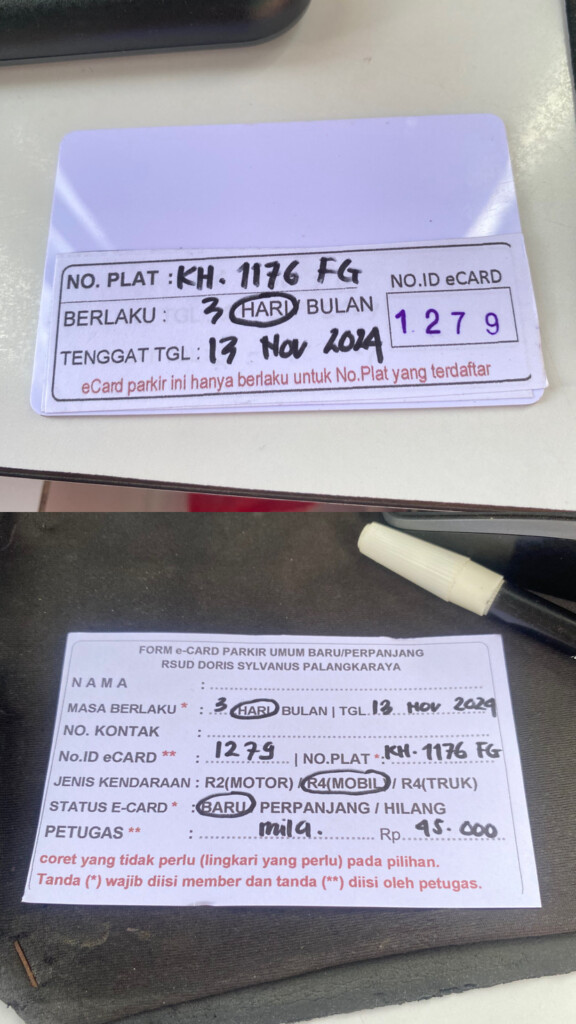 NO. PLAT : KH. 1176 FG
NO.ID eCARD
BERLAKU : 3 HARI / BULAN
1 2 7 9
TENGGAT TGL : 13 Nov 2024
eCard parkir ini hanya berlaku untuk No.Plat yang terdaftar
FORM e-CARD PARKIR UMUM BARU/PERPANJANG
RSUD DORIS SYLVANUS PALANGKARAYA
N A M A :
MASA BERLAKU * : 3 HARI / BULAN | TGL. 13 Nov 2024
NO. KONTAK :
No.ID eCARD ** : 1279 | NO.PLAT * : KH. 1176 FG
JENIS KENDARAAN : R2(MOTOR) / R4(MOBIL) / R4(TRUK)
STATUS E-CARD * : BARU / PERPANJANG / HILANG
PETUGAS ** : mila. Rp. 45.000
coret yang tidak perlu (lingkari yang perlu) pada pilihan.
Tanda (*) wajib diisi member dan tanda (**) diisi oleh petugas.